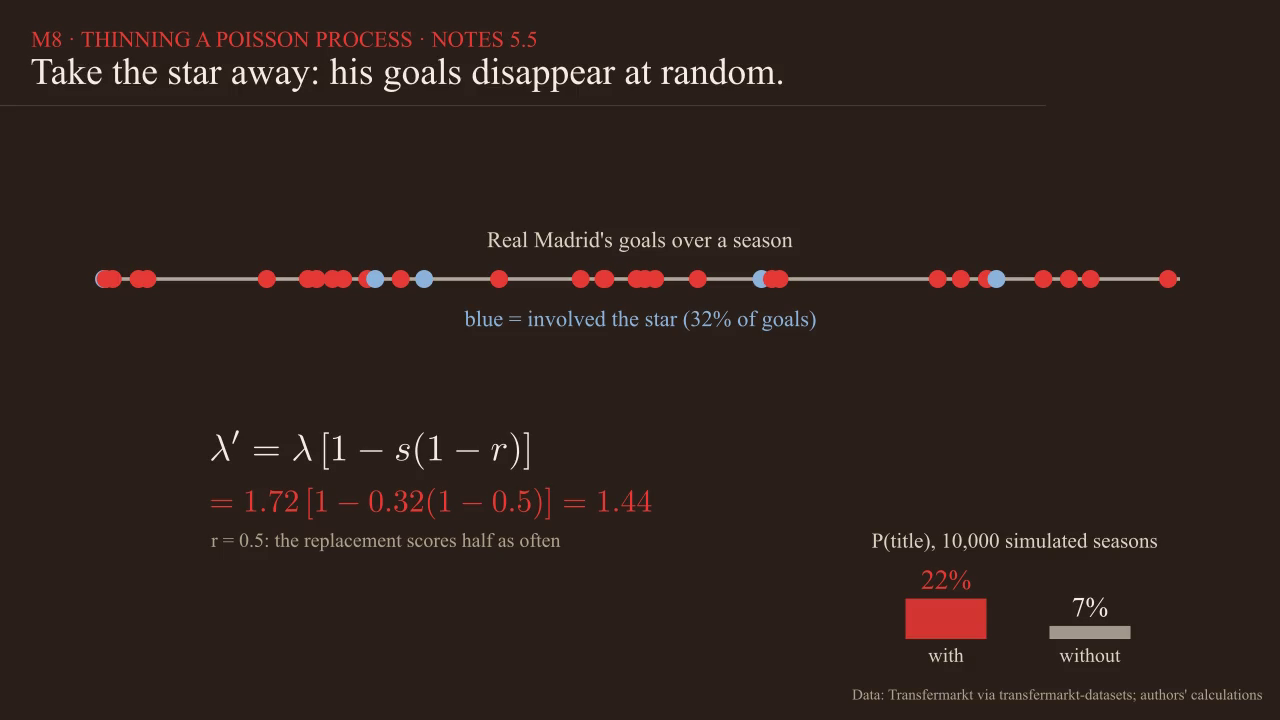 M8 · THINNING A POISSON PROCESS · NOTES 5.5
Take the star away: his goals disappear at random.
Real Madrid's goals over a season
blue = involved the star (32% of goals)
λ′ = λ [1 − s(1 − r)]
= 1.72 [1 − 0.32(1 − 0.5)] = 1.44
r = 0.5: the replacement scores half as often
P(title), 10,000 simulated seasons
22%
7%
with
without
Data: Transfermarkt via transfermarkt-datasets; authors' calculations